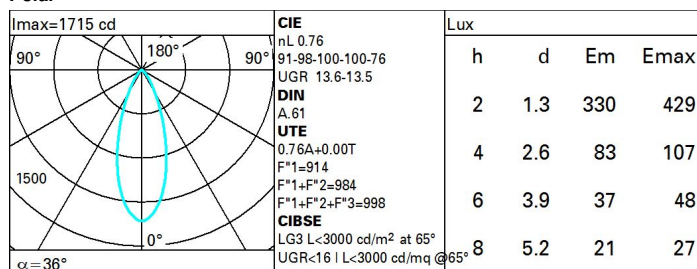 Imax=1715 cd
90°
180°
90°
1500
0°
α=36°
CIE
nL 0.76
91-98-100-100-76
UGR 13.6-13.5
DIN
A.61
UTE
0.76A+0.00T
F"1=914
F"1+F"2=984
F"1+F"2+F"3=998
CIBSE
LG3 L<3000 cd/m² at 65°
UGR<16 | L<3000 cd/mq @65°
Lux
h d Em Emax
2 1.3 330 429
4 2.6 83 107
6 3.9 37 48
8 5.2 21 27